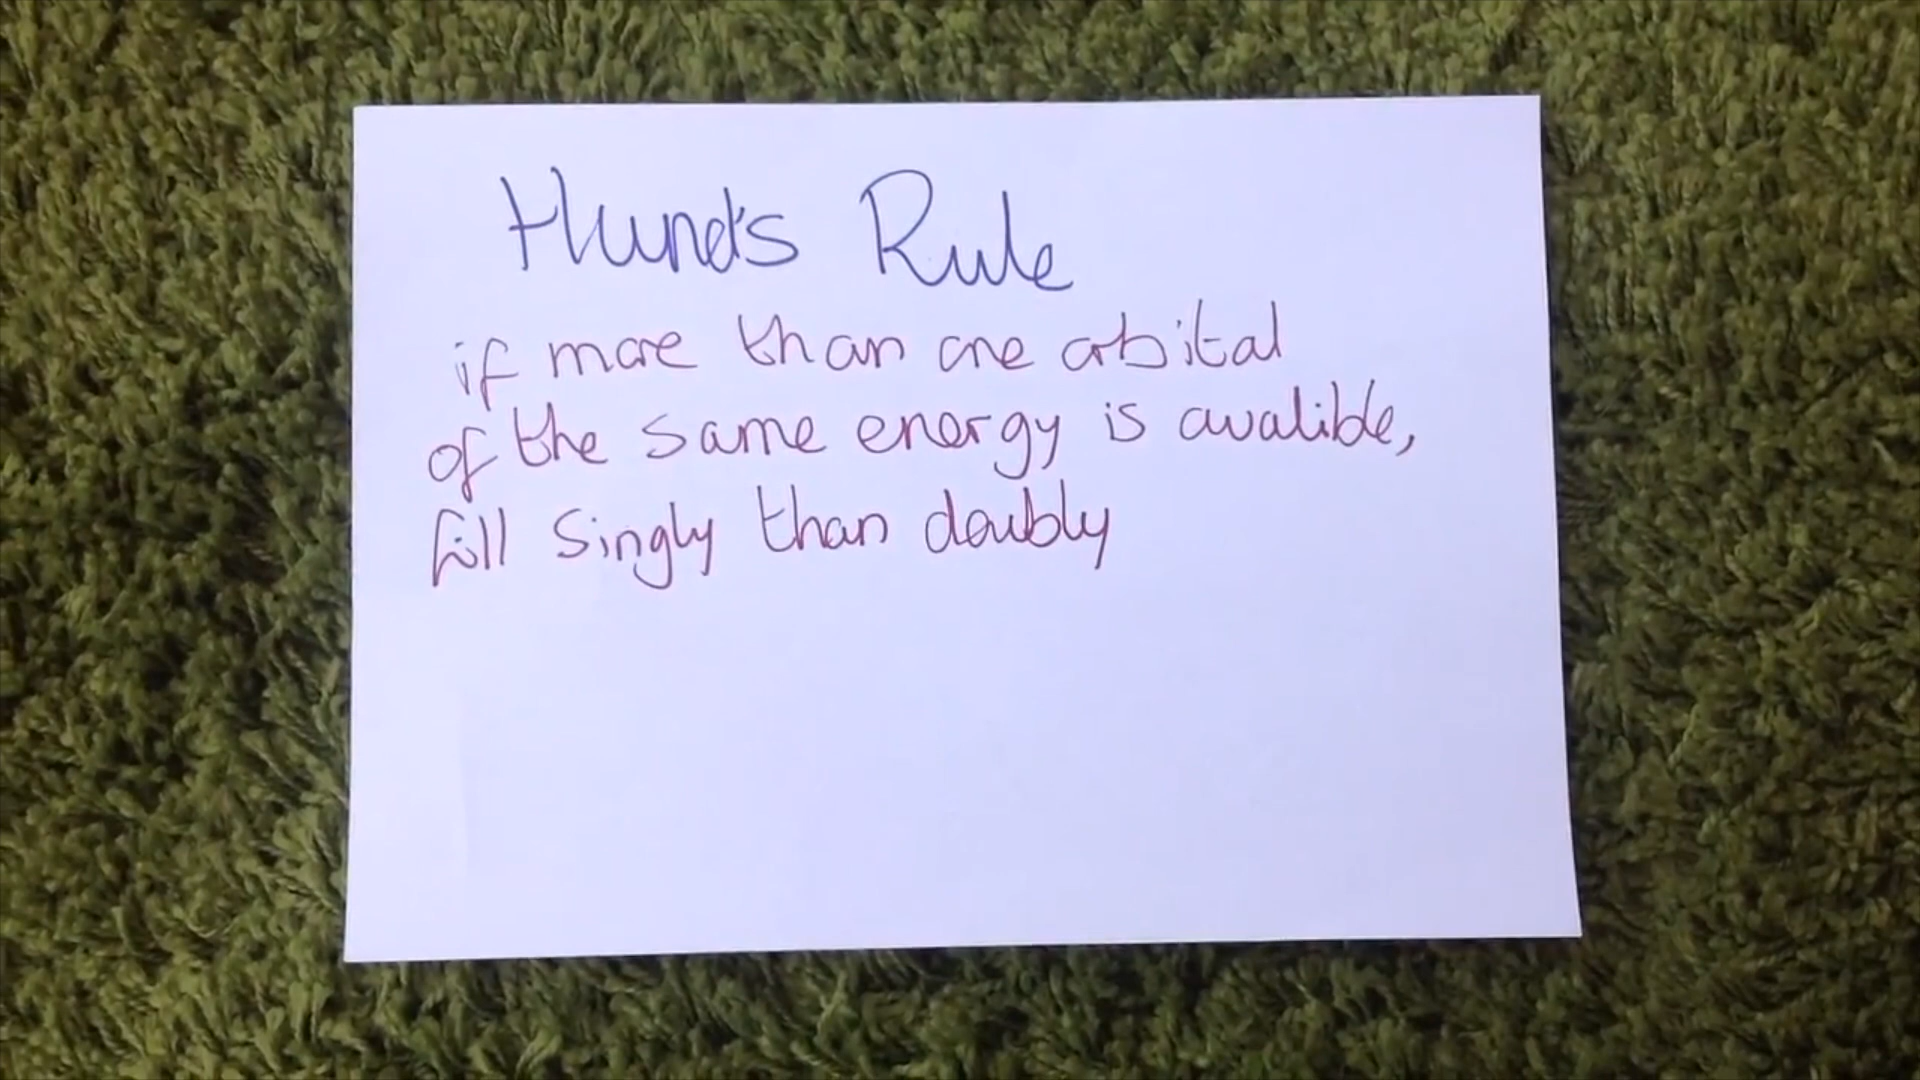 Hund's Rule
if more than one orbital
of the same energy is avalible,
fill singly than doubly